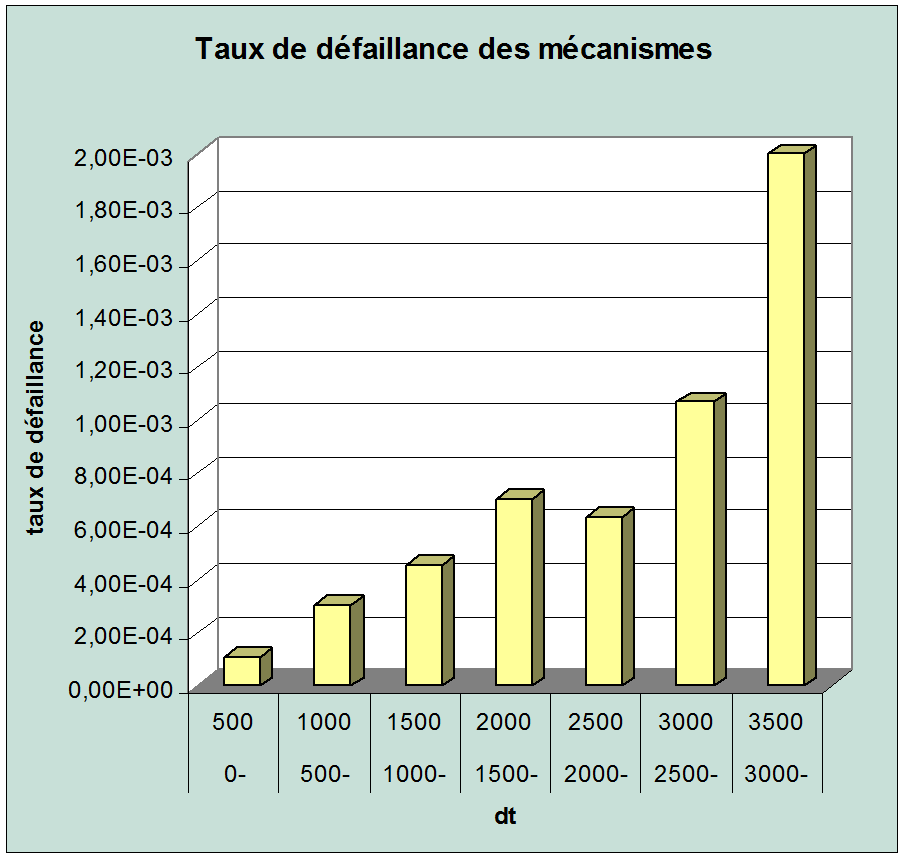 Taux de défaillance des mécanismes
2,00E-03
1,80E-03
1,60E-03
1,40E-03
1,20E-03
1,00E-03
8,00E-04
6,00E-04
4,00E-04
2,00E-04
0,00E+00
taux de défaillance
500 1000 1500 2000 2500 3000 3500
0- 500- 1000- 1500- 2000- 2500- 3000-
dt